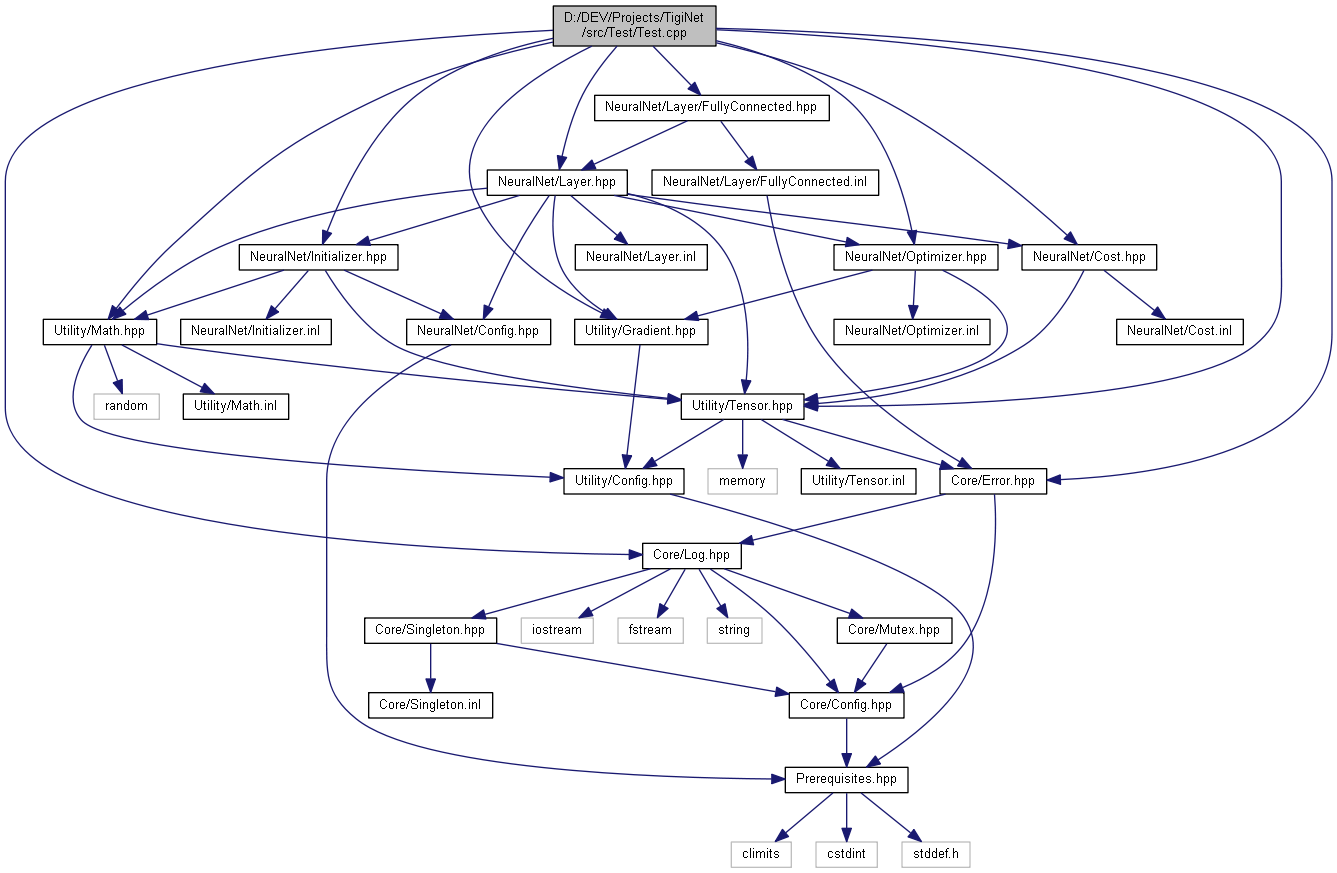 D:/DEV/Projects/TigiNet
/src/Test/Test.cpp
NeuralNet/Layer/FullyConnected.hpp
NeuralNet/Layer.hpp
NeuralNet/Layer/FullyConnected.inl
NeuralNet/Initializer.hpp
NeuralNet/Layer.inl
NeuralNet/Optimizer.hpp
NeuralNet/Cost.hpp
Utility/Math.hpp
NeuralNet/Initializer.inl
NeuralNet/Config.hpp
Utility/Gradient.hpp
NeuralNet/Optimizer.inl
NeuralNet/Cost.inl
random
Utility/Math.inl
Utility/Tensor.hpp
Utility/Config.hpp
memory
Utility/Tensor.inl
Core/Error.hpp
Core/Log.hpp
Core/Singleton.hpp
iostream
fstream
string
Core/Mutex.hpp
Core/Singleton.inl
Core/Config.hpp
Prerequisites.hpp
climits
cstdint
stddef.h